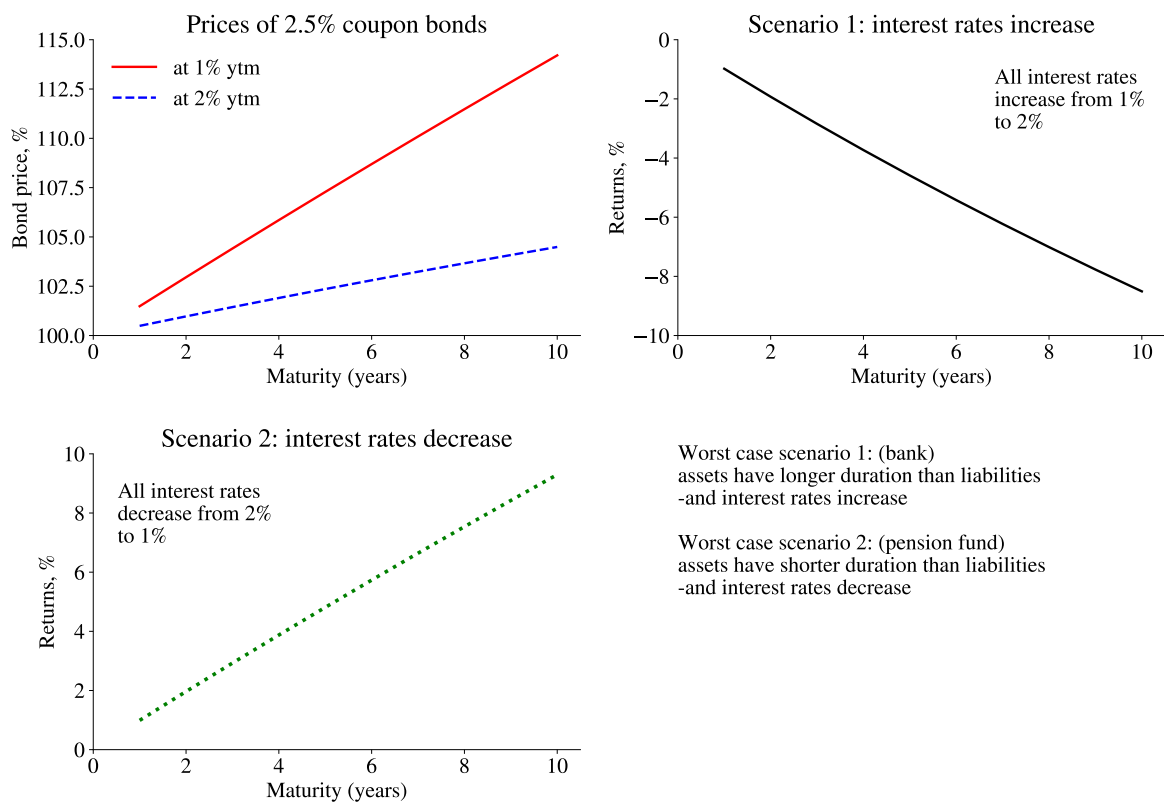 Prices of 2.5% coupon bonds
115.0
112.5
110.0
107.5
105.0
102.5
100.0
Bond price, %
at 1% ytm
at 2% ytm
0
2
4
6
8
10
Maturity (years)
Scenario 1: interest rates increase
0
−2
−4
−6
−8
−10
Returns, %
All interest rates
increase from 1%
to 2%
0
2
4
6
8
10
Maturity (years)
Scenario 2: interest rates decrease
10
8
6
4
2
0
Returns, %
All interest rates
decrease from 2%
to 1%
0
2
4
6
8
10
Maturity (years)
Worst case scenario 1: (bank)
assets have longer duration than liabilities
-and interest rates increase
Worst case scenario 2: (pension fund)
assets have shorter duration than liabilities
-and interest rates decrease